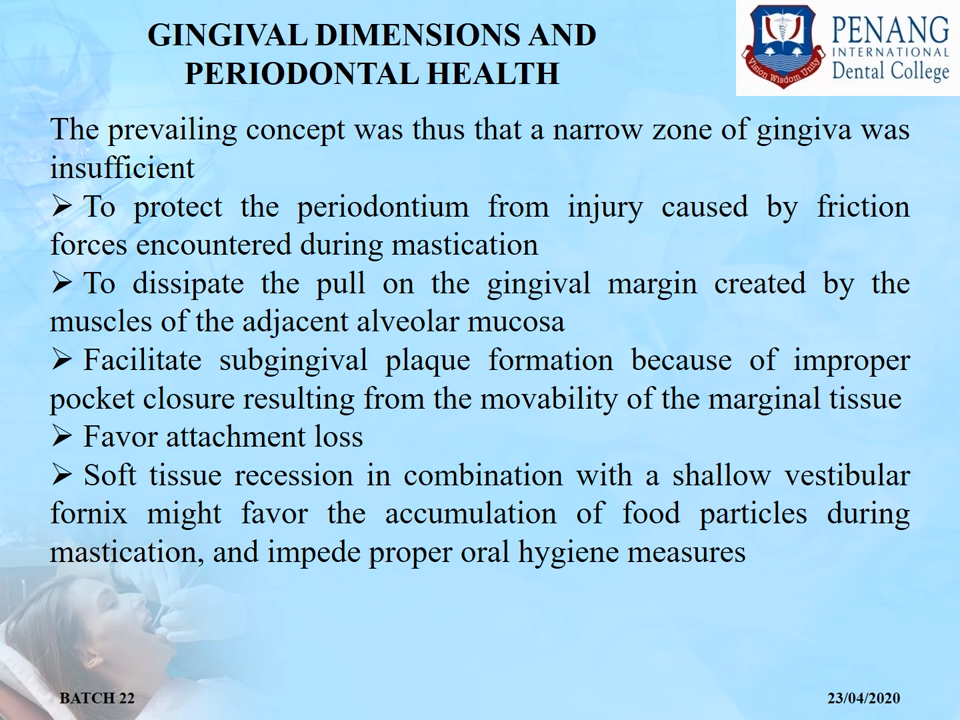 GINGIVAL DIMENSIONS AND
PERIODONTAL HEALTH
PENANG
INTERNATIONAL
Dental College
Vision Wisdom Unity
The prevailing concept was thus that a narrow zone of gingiva was
insufficient
➢ To protect the periodontium from injury caused by friction
forces encountered during mastication
➢ To dissipate the pull on the gingival margin created by the
muscles of the adjacent alveolar mucosa
➢ Facilitate subgingival plaque formation because of improper
pocket closure resulting from the movability of the marginal tissue
➢ Favor attachment loss
➢ Soft tissue recession in combination with a shallow vestibular
fornix might favor the accumulation of food particles during
mastication, and impede proper oral hygiene measures
BATCH 22
23/04/2020